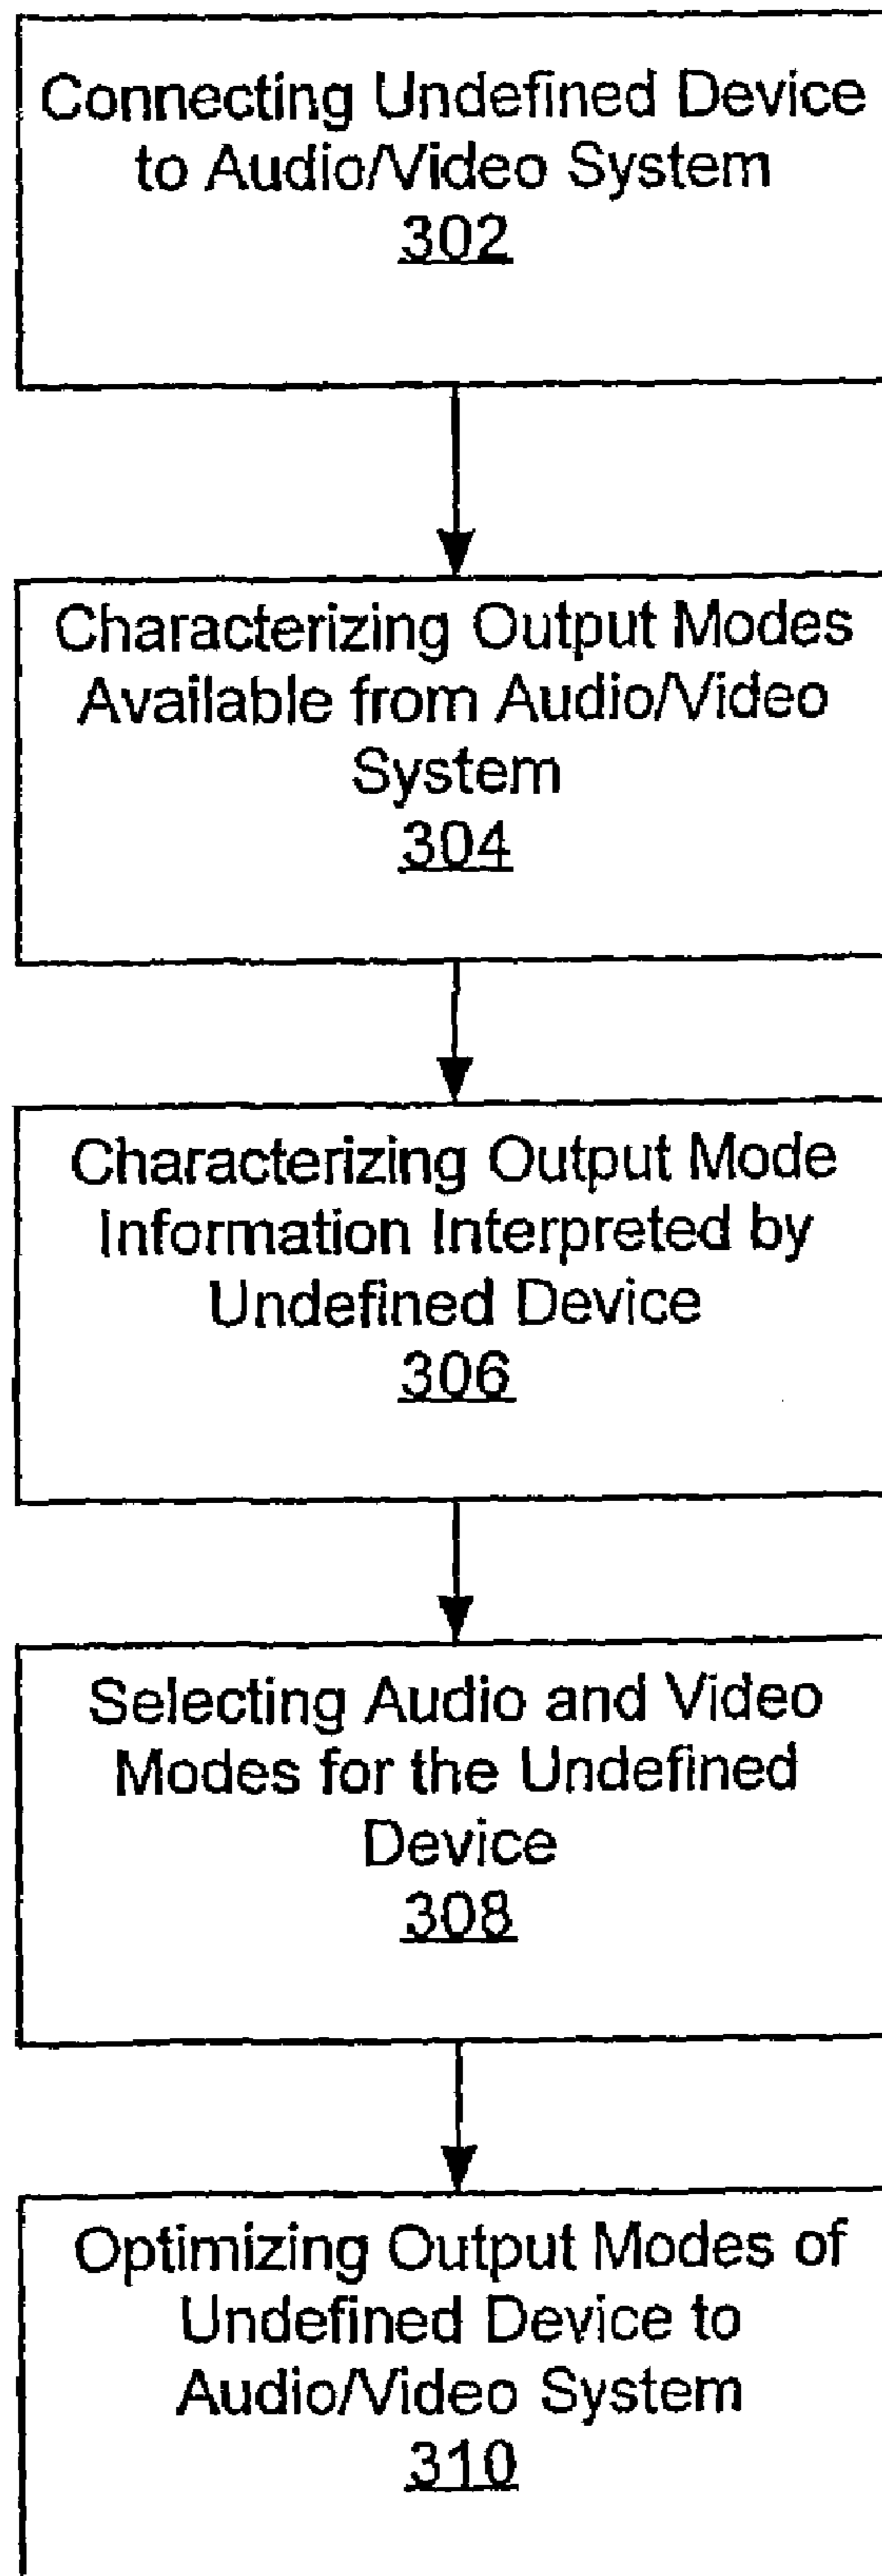 Connecting Undefined Device
to Audio/Video System
302
Characterizing Output Modes
Available from Audio/Video
System
304
Characterizing Output Mode
Information Interpreted by
Undefined Device
306
Selecting Audio and Video
Modes for the Undefined
Device
308
Optimizing Output Modes of
Undefined Device to
Audio/Video System
310